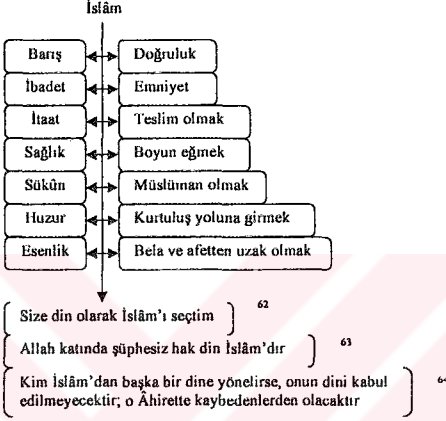 İslâm
Barış Doğruluk
İbadet Emniyet
İtaat Teslim olmak
Sağlık Boyun eğmek
Sükûn Müslüman olmak
Huzur Kurtuluş yoluna girmek
Esenlik Bela ve afetten uzak olmak
Size din olarak İslâm'ı seçtim 62
Allah katında şüphesiz hak din İslâm'dır 63
Kim İslâm'dan başka bir dine yönelirse, onun dini kabul 64
edilmeyecektir; o Âhirette kaybedenlerden olacaktır